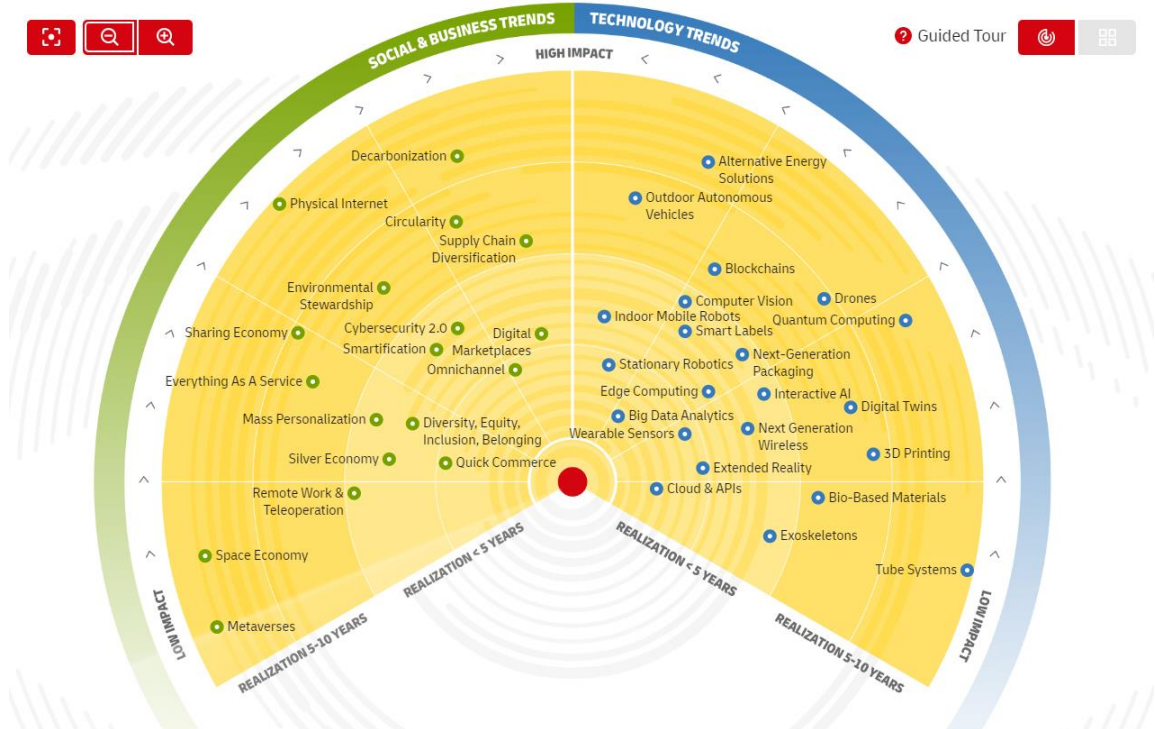 SOCIAL & BUSINESS TRENDS
TECHNOLOGY TRENDS
Guided Tour
HIGH IMPACT
Decarbonization
Alternative Energy
Solutions
Physical Internet
Outdoor Autonomous
Vehicles
Circularity
Supply Chain
Diversification
Blockchains
Environmental
Stewardship
Computer Vision
Drones
Indoor Mobile Robots
Quantum Computing
Sharing Economy
Cybersecurity 2.0
Digital
Marketplaces
Smart Labels
Smartification
Next-Generation
Packaging
Omnichannel
Stationary Robotics
Everything As A Service
Edge Computing
Interactive AI
Digital Twins
Mass Personalization
Diversity, Equity,
Inclusion, Belonging
Big Data Analytics
Wearable Sensors
Next Generation
Wireless
3D Printing
Silver Economy
Quick Commerce
Extended Reality
Remote Work &
Teleoperation
Cloud & APIs
Bio-Based Materials
Exoskeletons
Space Economy
Tube Systems
REALIZATION < 5 YEARS
REALIZATION < 5 YEARS
Metaverses
LOW IMPACT
LOW IMPACT
REALIZATION 5-10 YEARS
REALIZATION 5-10 YEARS